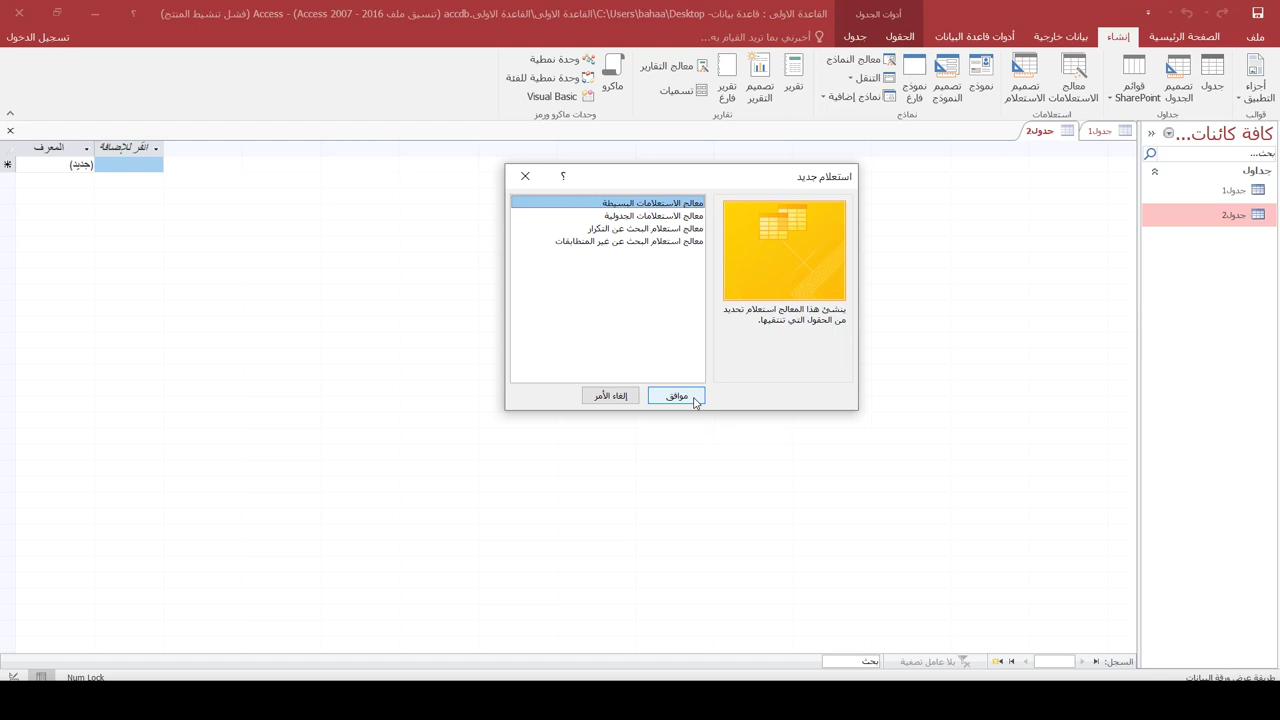 القاعدة الاولى : قاعدة بيانات- C:\Users\bahaa\Desktop\القاعدة الاولى\القاعدة الاولى.accdb (تنسيق ملف Access 2007 - 2016) - Access (فشل تنشيط المنتج)
أدوات الجدول
ملف
الصفحة الرئيسية
إنشاء
بيانات خارجية
أدوات قاعدة البيانات
الحقول
جدول
أخبرني بما تريد القيام به...
تسجيل الدخول
أجزاء التطبيق
قوالب
جدول
تصميم الجدول
قوائم SharePoint
جداول
معالج الاستعلامات
تصميم الاستعلام
استعلامات
نموذج
تصميم النموذج
نموذج فارغ
معالج النماذج
التنقل
نماذج إضافية
نماذج
تقرير
تصميم التقرير
تقرير فارغ
معالج التقارير
تسميات
تقارير
ماكرو
وحدة نمطية
وحدة نمطية للفئة
Visual Basic
وحدات ماكرو ورمز
كافة كائنات...
بحث...
جداول
جدول1
جدول2
جدول1
جدول2
المعرف
انقر للإضافة
(جديد)
استعلام جديد
؟
معالج الاستعلامات البسيطة
معالج الاستعلامات الجدولية
معالج استعلام البحث عن التكرار
معالج استعلام البحث عن غير المتطابقات
ينشئ هذا المعالج استعلام تحديد
من الحقول التي تنتقيها.
موافق
إلغاء الأمر
السجل:
بلا عامل تصفية
بحث
طريقة عرض ورقة البيانات
Num Lock